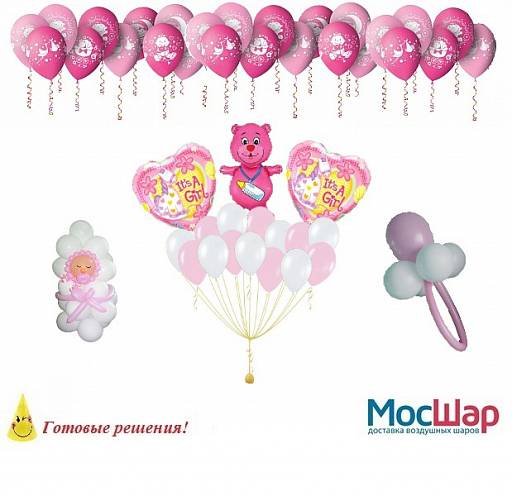 It's A
Girl
It's A
Girl
Готовые решения!
МосШар
доставка воздушных шаров